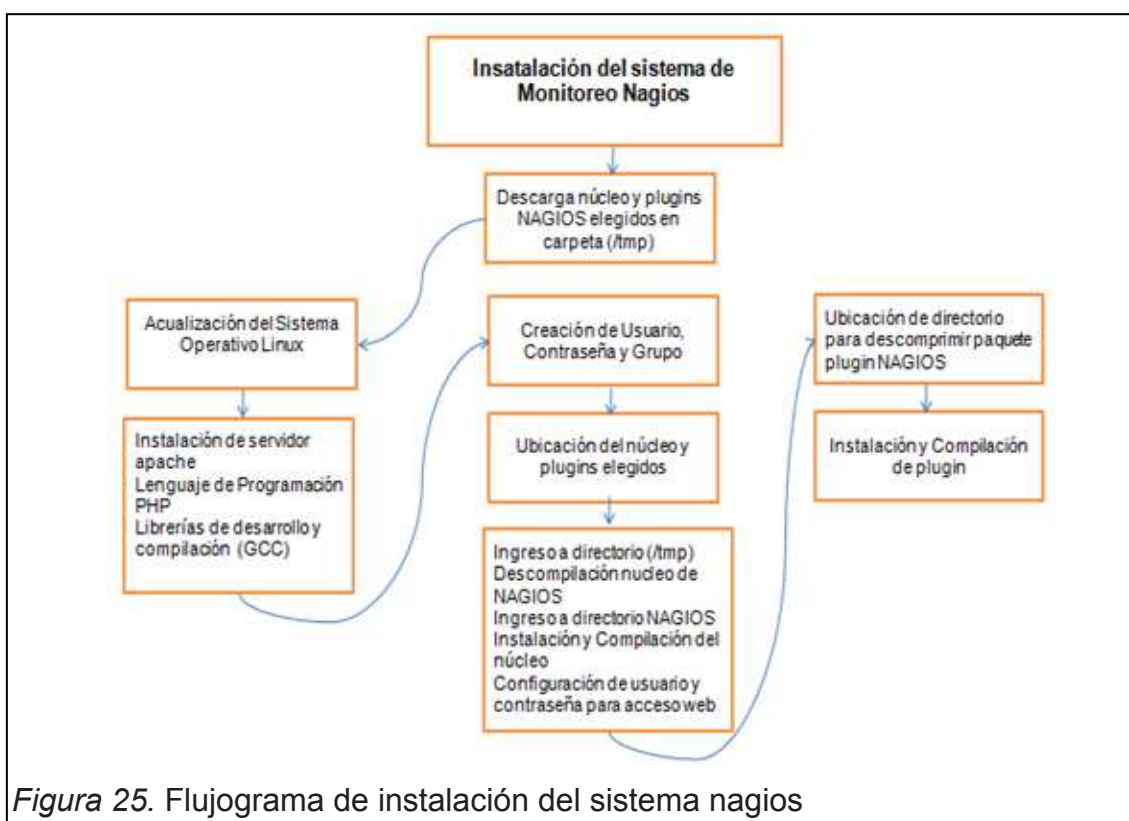 Insatalación del sistema de
Monitoreo Nagios
Descarga núcleo y plugins
NAGIOS elegidos en
carpeta (/tmp)
Acualización del Sistema
Operativo Linux
Instalación de servidor
apache
Lenguaje de Programación
PHP
Librerías de desarrollo y
compilación (GCC)
Creación de Usuario,
Contraseña y Grupo
Ubicación del núcleo y
plugins elegidos
Ingreso a directorio (/tmp)
Descompilación nucleo de
NAGIOS
Ingreso a directorio NAGIOS
Instalación y Compilación del
núcleo
Configuración de usuario y
contraseña para acceso web
Ubicación de directorio
para descomprimir paquete
plugin NAGIOS
Instalación y Compilación
de plugin
Figura 25. Flujograma de instalación del sistema nagios